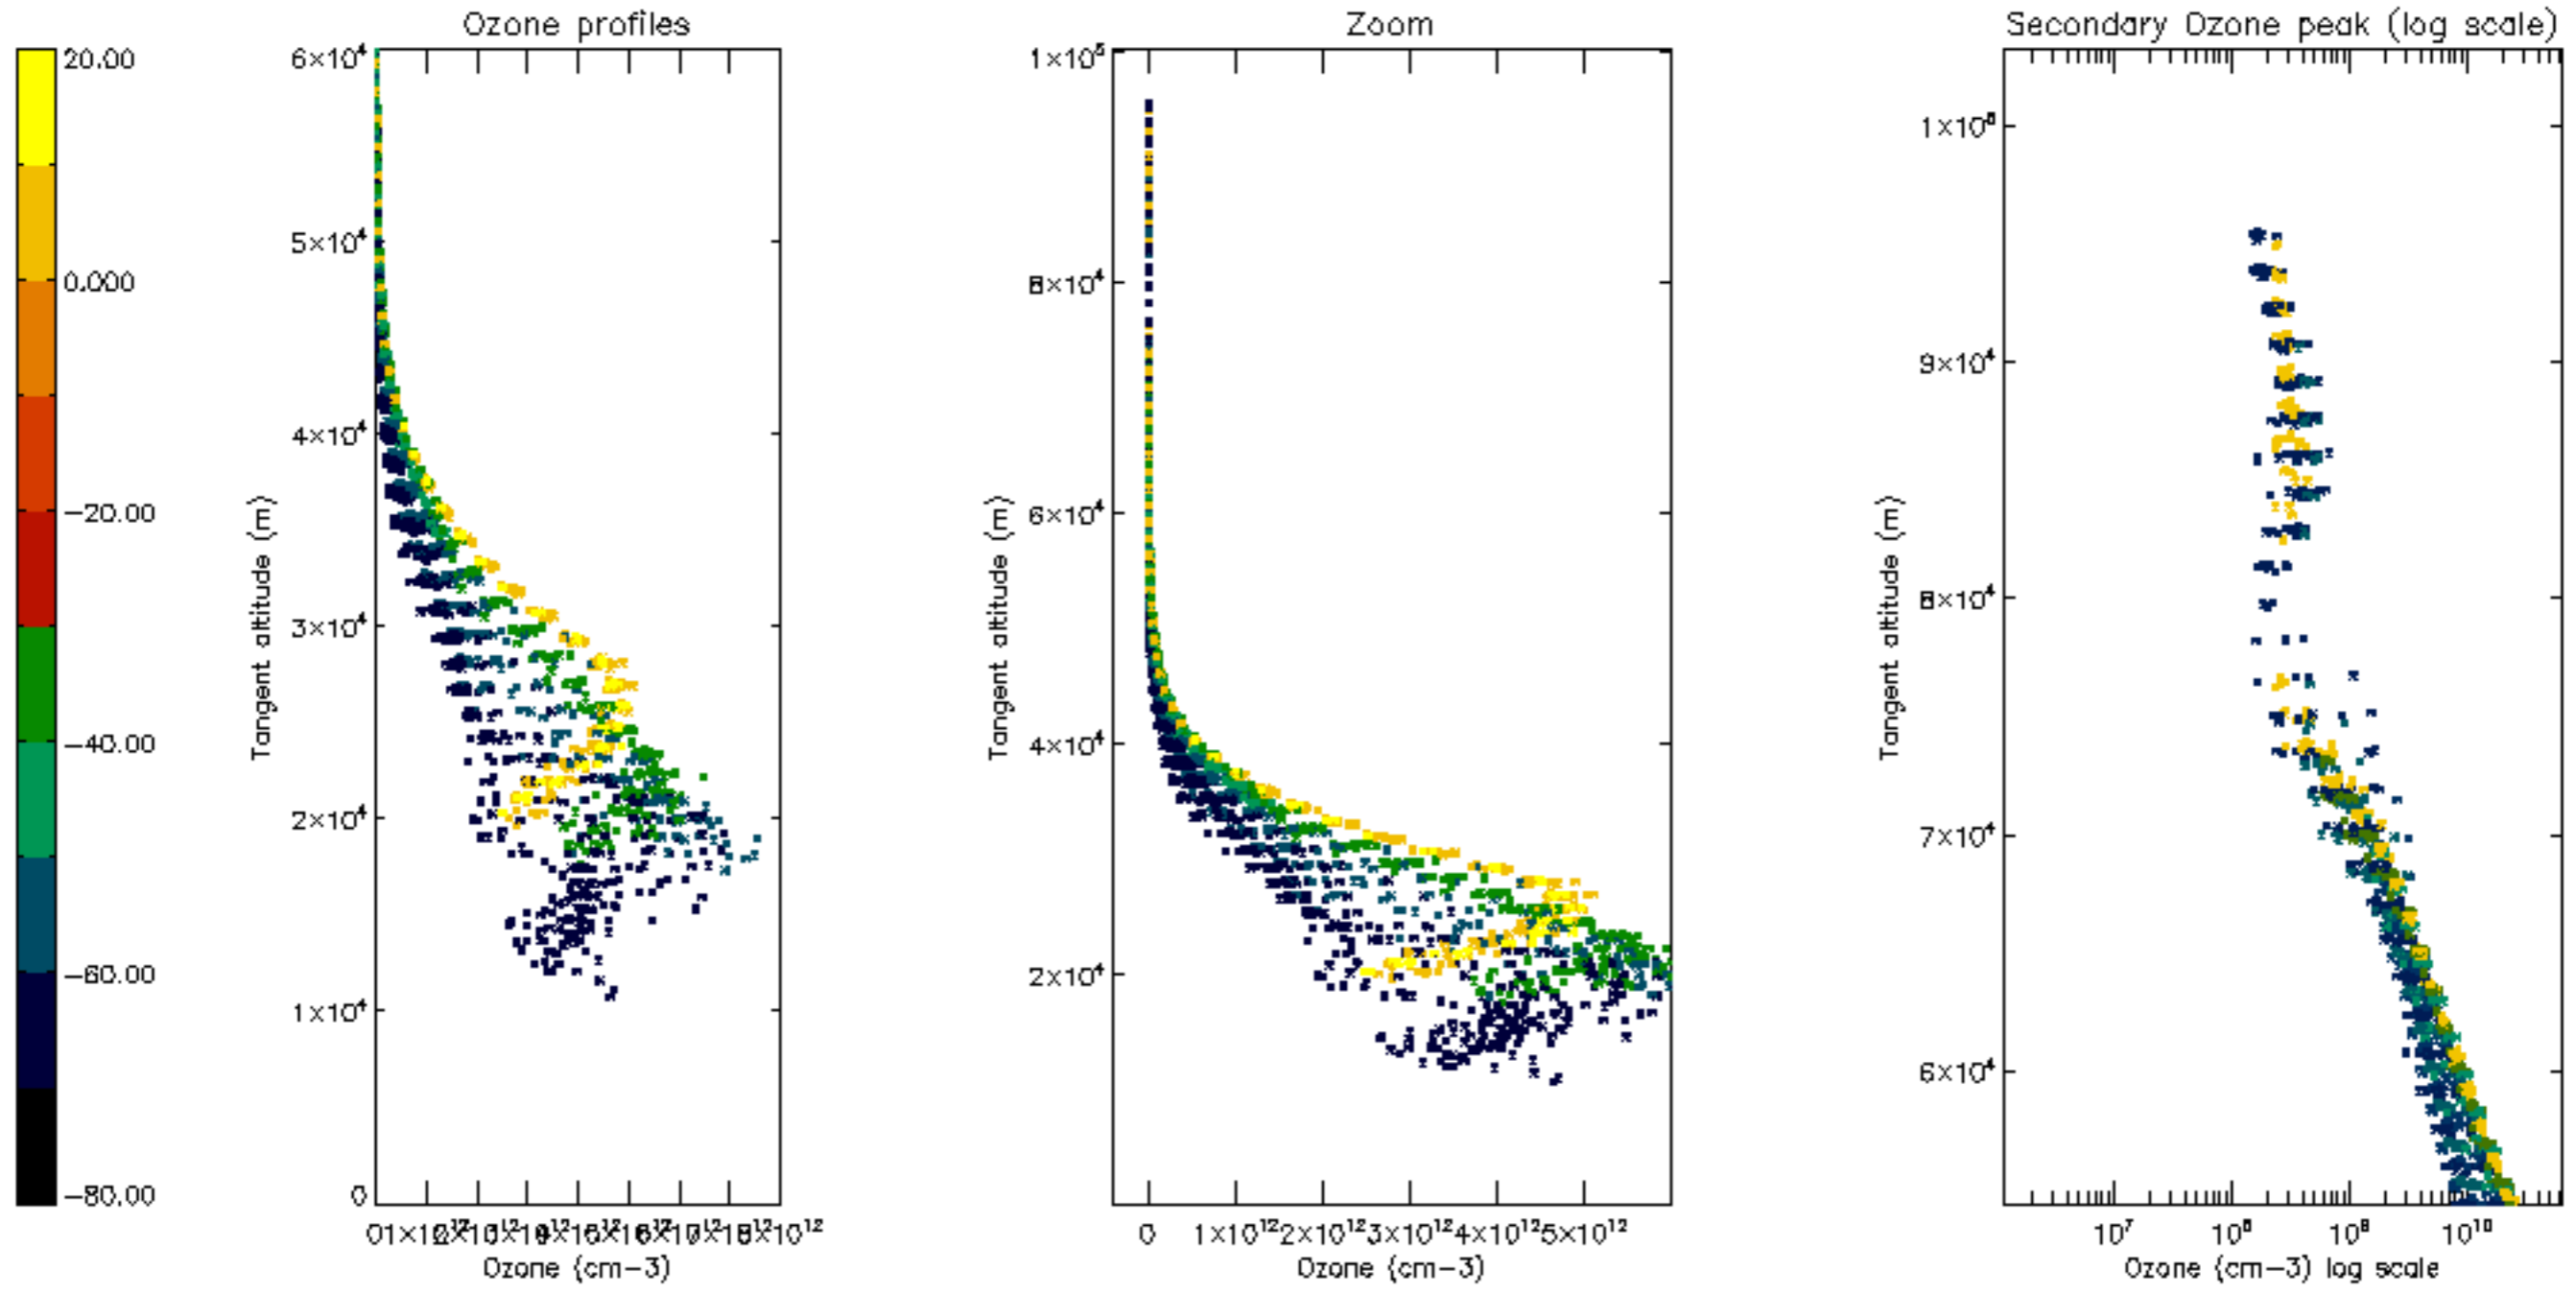 Ozone profiles
Zoom
Secondary Ozone peak (log scale)
20.00
0.000
−20.00
−40.00
−60.00
−80.00
6×10⁴
5×10⁴
4×10⁴
3×10⁴
2×10⁴
1×10⁴
0
Tangent altitude (m)
Ozone (cm−3)
1×10⁵
8×10⁴
6×10⁴
4×10⁴
2×10⁴
Tangent altitude (m)
0 1×10¹² 2×10¹² 3×10¹² 4×10¹² 5×10¹²
Ozone (cm−3)
1×10⁵
9×10⁴
8×10⁴
7×10⁴
6×10⁴
Tangent altitude (m)
10⁷ 10⁸ 10⁹ 10¹⁰
Ozone (cm−3) log scale